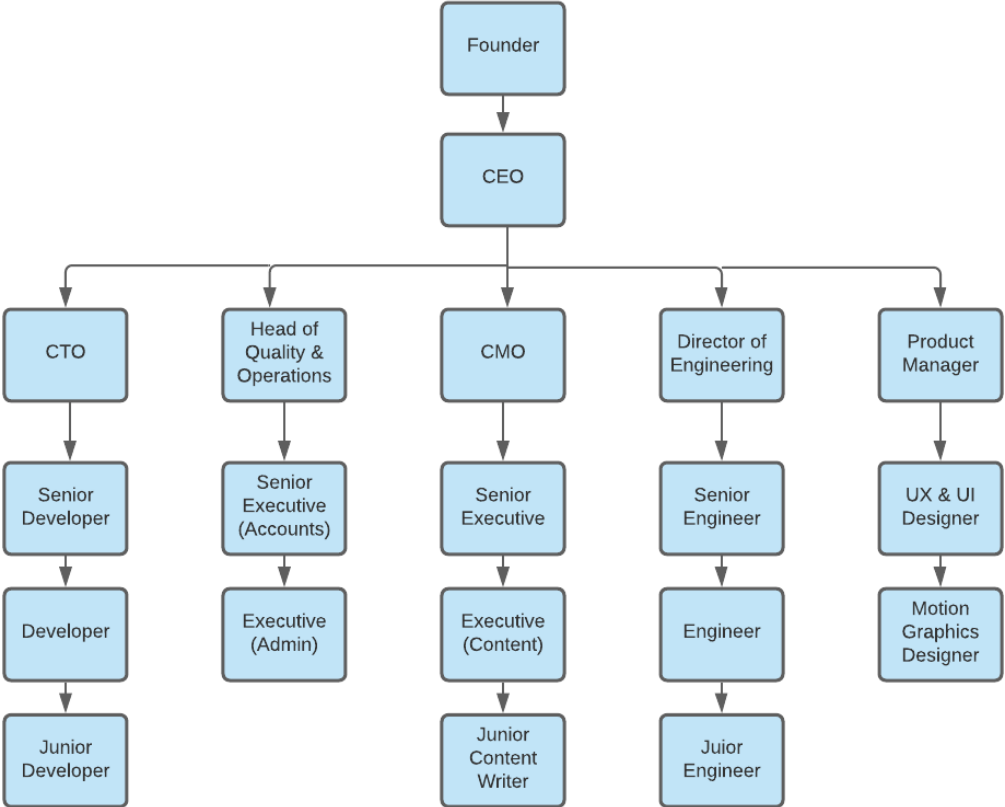 Founder
CEO
CTO
Head of
Quality &
Operations
CMO
Director of
Engineering
Product
Manager
Senior
Developer
Senior
Executive
(Accounts)
Senior
Executive
Senior
Engineer
UX & UI
Designer
Developer
Executive
(Admin)
Executive
(Content)
Engineer
Motion
Graphics
Designer
Junior
Developer
Junior
Content
Writer
Juior
Engineer